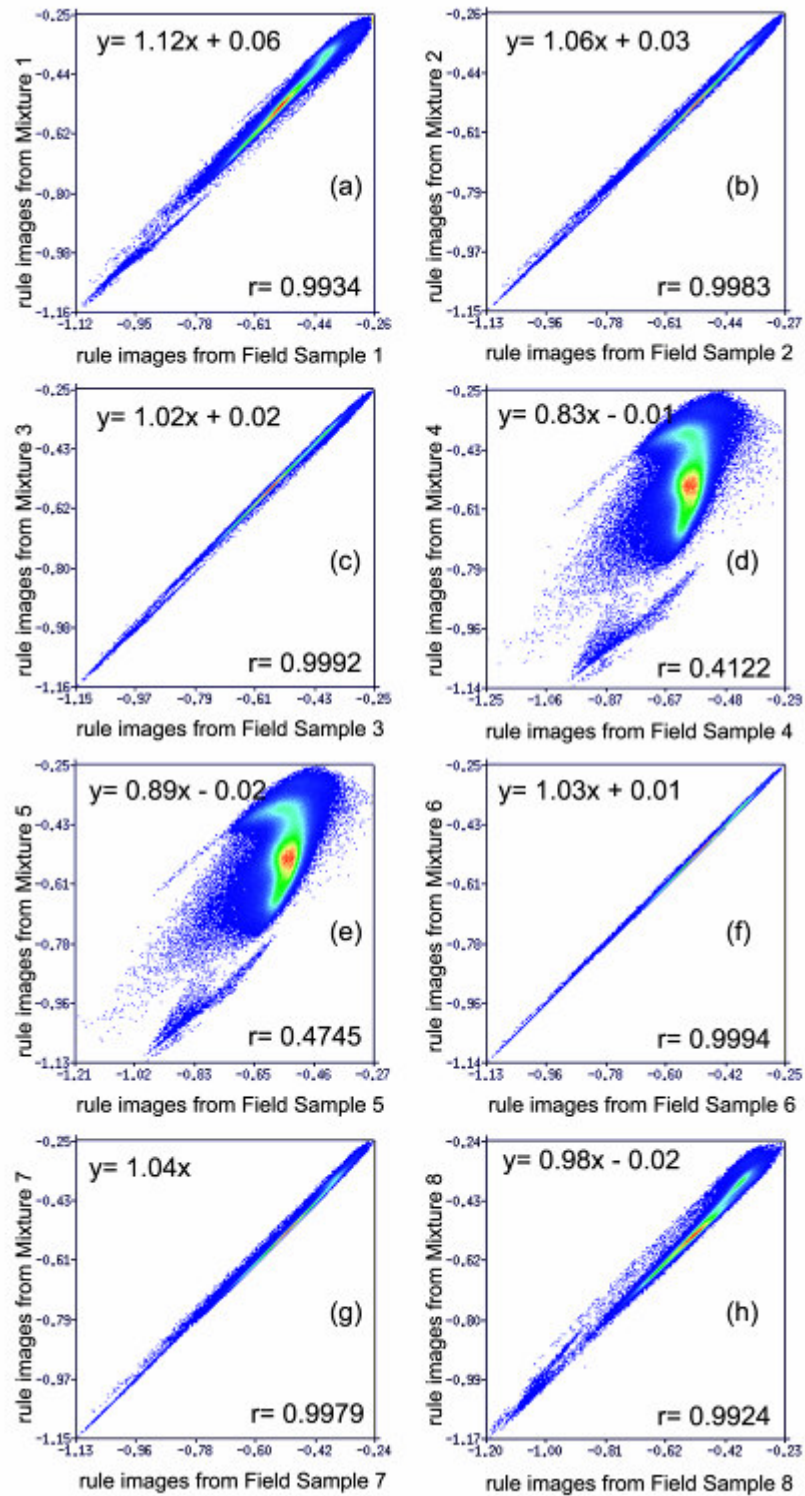 rule images from Mixture 1
-0.26
-0.44
-0.62
-0.80
-0.98
-1.16
y= 1.12x + 0.06
(a)
r= 0.9934
-1.12 -0.95 -0.78 -0.61 -0.44 -0.26
rule images from Field Sample 1
rule images from Mixture 2
-0.26
-0.44
-0.62
-0.79
-0.97
-1.15
y= 1.06x + 0.03
(b)
r= 0.9983
-1.13 -0.96 -0.78 -0.61 -0.44 -0.27
rule images from Field Sample 2
rule images from Mixture 3
-0.25
-0.43
-0.62
-0.80
-0.98
-1.16
y= 1.02x + 0.02
(c)
r= 0.9992
-1.15 -0.97 -0.79 -0.61 -0.43 -0.25
rule images from Field Sample 3
rule images from Mixture 4
-0.25
-0.43
-0.61
-0.79
-0.96
-1.14
y= 0.83x - 0.01
(d)
r= 0.4122
-1.25 -1.06 -0.87 -0.67 -0.48 -0.29
rule images from Field Sample 4
rule images from Mixture 5
-0.25
-0.43
-0.61
-0.78
-0.96
-1.13
y= 0.89x - 0.02
(e)
r= 0.4745
-1.21 -1.02 -0.83 -0.65 -0.46 -0.27
rule images from Field Sample 5
rule images from Mixture 6
-0.25
-0.43
-0.61
-0.78
-0.96
-1.14
y= 1.03x + 0.01
(f)
r= 0.9994
-1.13 -0.96 -0.78 -0.60 -0.42 -0.25
rule images from Field Sample 6
rule images from Mixture 7
-0.25
-0.43
-0.61
-0.79
-0.97
-1.15
y= 1.04x
(g)
r= 0.9979
-1.13 -0.96 -0.78 -0.60 -0.42 -0.24
rule images from Field Sample 7
rule images from Mixture 8
-0.24
-0.43
-0.61
-0.80
-0.99
-1.17
y= 0.98x - 0.02
(h)
r= 0.9924
-1.20 -1.00 -0.81 -0.61 -0.42 -0.23
rule images from Field Sample 8